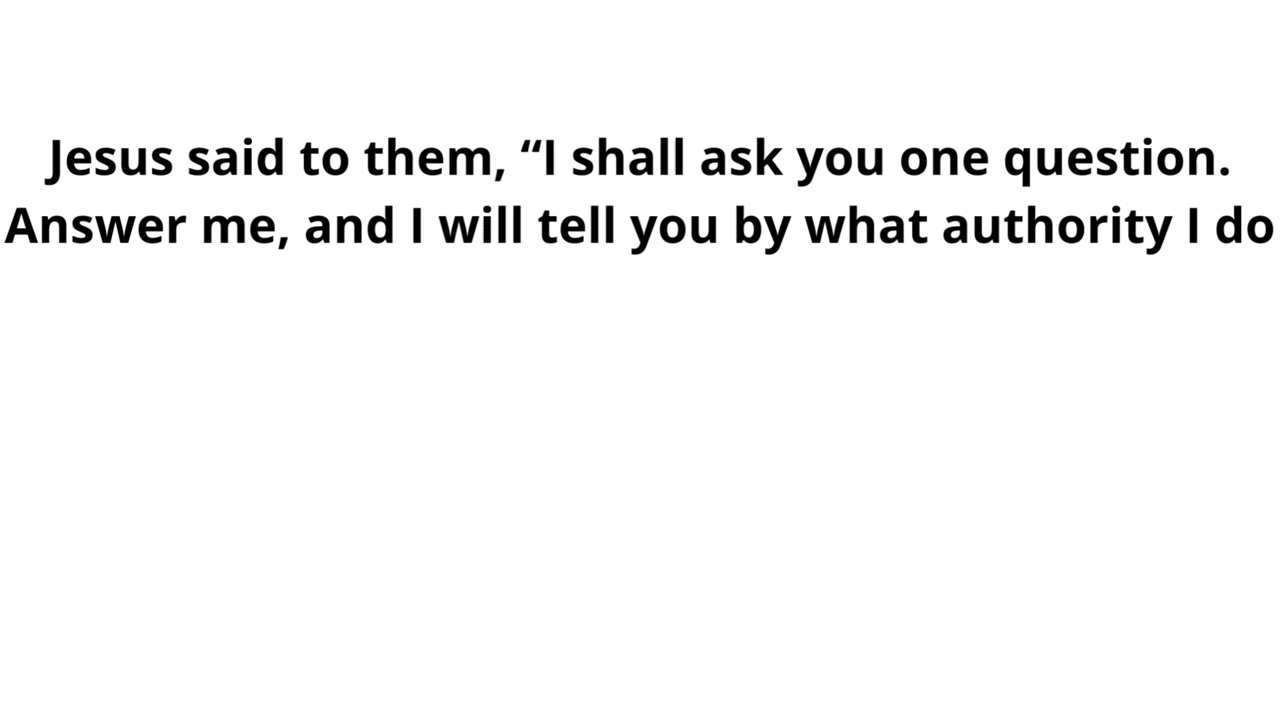 Jesus said to them, “I shall ask you one question.
Answer me, and I will tell you by what authority I do